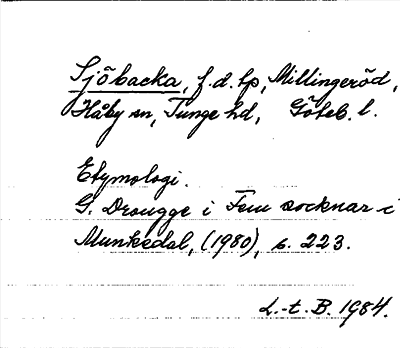 Sjöbacka, f.d. lp, Millingeröd,
Håby sn, Tunge hd, Göteb. l.
Etymologi.
G. Drougge i Fem socknar i
Munkedal, (1980), s. 223.
L.-t. B. 1984.